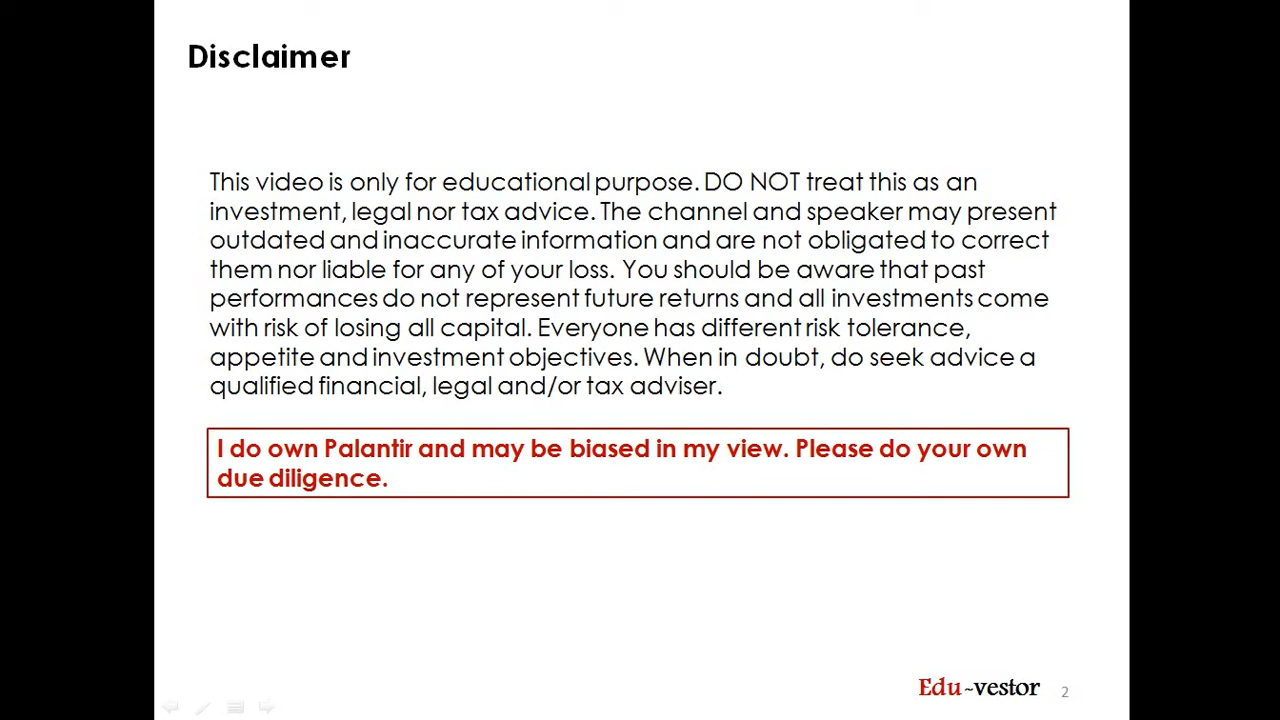 Disclaimer
This video is only for educational purpose. DO NOT treat this as an
investment, legal nor tax advice. The channel and speaker may present
outdated and inaccurate information and are not obligated to correct
them nor liable for any of your loss. You should be aware that past
performances do not represent future returns and all investments come
with risk of losing all capital. Everyone has different risk tolerance,
appetite and investment objectives. When in doubt, do seek advice a
qualified financial, legal and/or tax adviser.
I do own Palantir and may be biased in my view. Please do your own
due diligence.
Edu-vestor 2